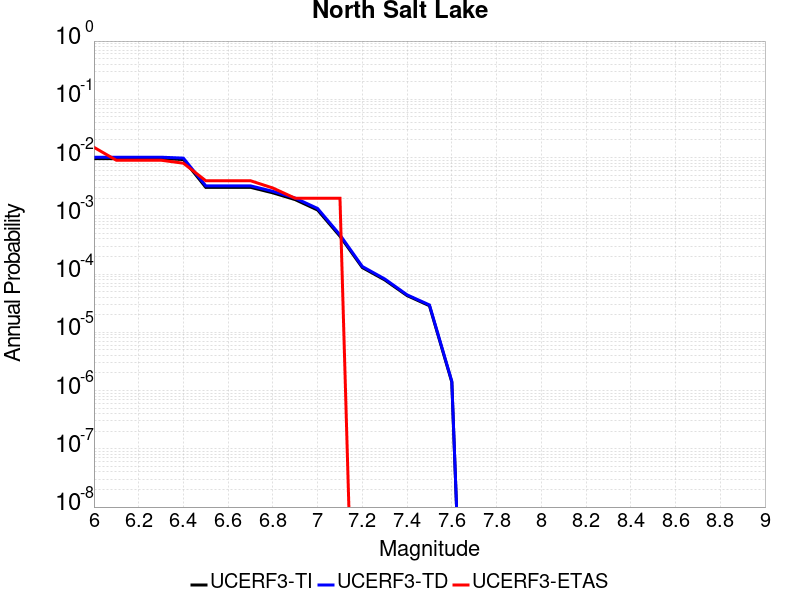 North Salt Lake
10^0
10^-1
10^-2
10^-3
10^-4
10^-5
10^-6
10^-7
10^-8
Annual Probability
6 6.2 6.4 6.6 6.8 7 7.2 7.4 7.6 7.8 8 8.2 8.4 8.6 8.8 9
Magnitude
UCERF3-TI UCERF3-TD UCERF3-ETAS